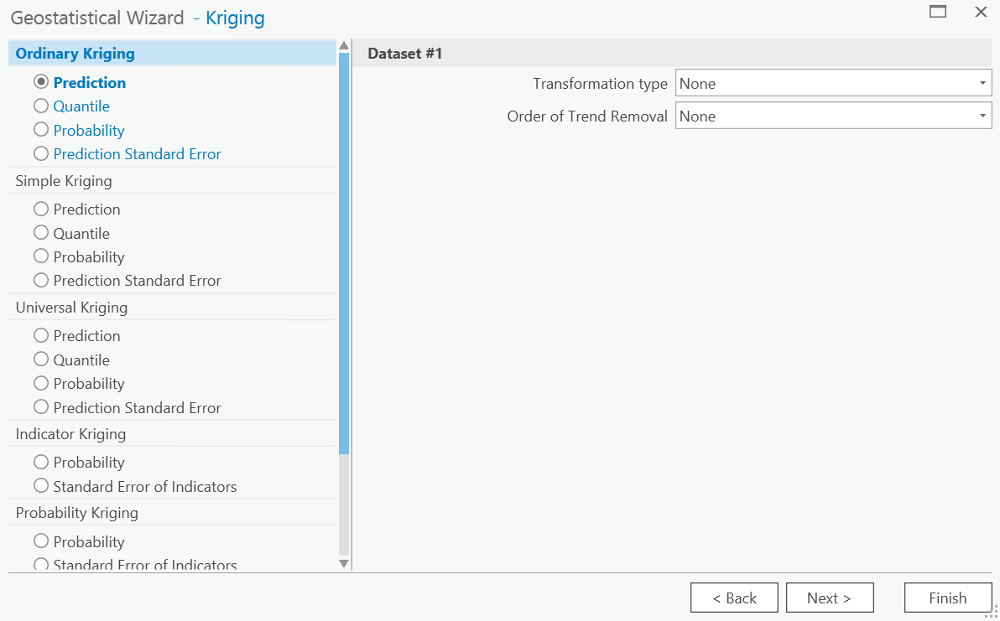 Geostatistical Wizard - Kriging
Ordinary Kriging
Prediction
Quantile
Probability
Prediction Standard Error
Simple Kriging
Prediction
Quantile
Probability
Prediction Standard Error
Universal Kriging
Prediction
Quantile
Probability
Prediction Standard Error
Indicator Kriging
Probability
Standard Error of Indicators
Probability Kriging
Probability
Standard Error of Indicators
Dataset #1
Transformation type None
Order of Trend Removal None
< Back Next > Finish